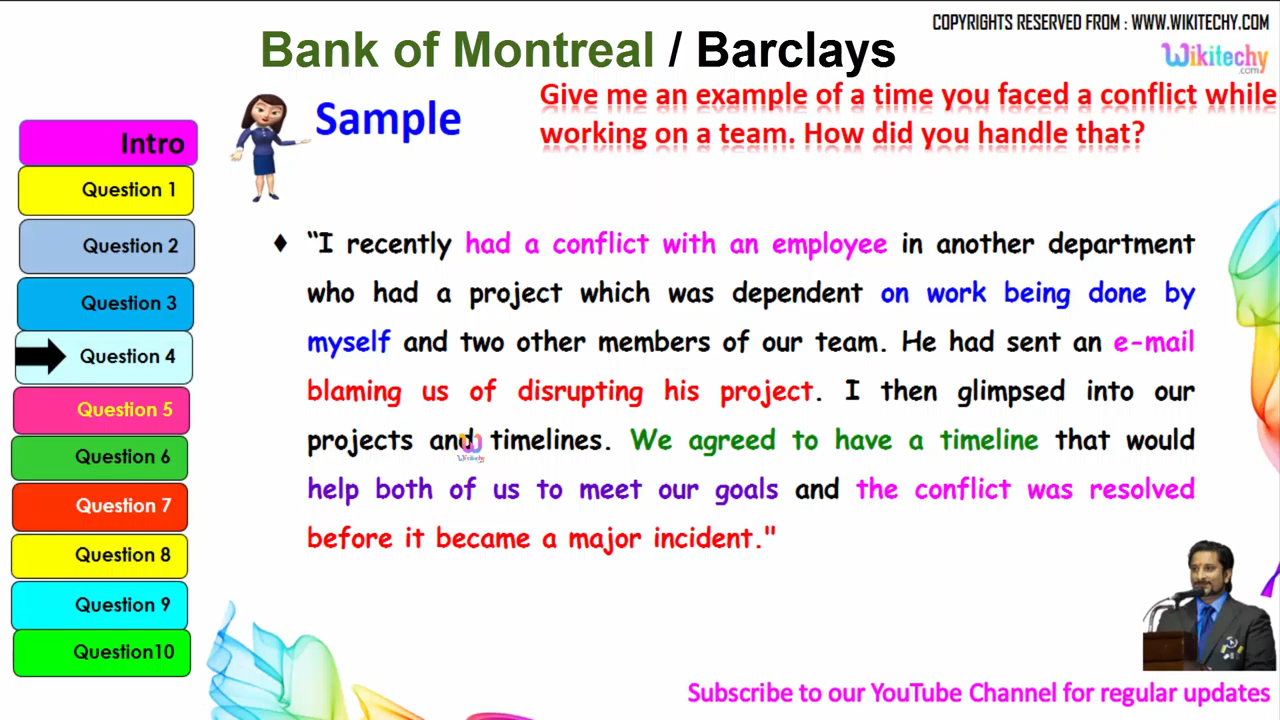 COPYRIGHTS RESERVED FROM : WWW.WIKITECHY.COM
Bank of Montreal / Barclays
Wikitechy
.com
Sample
Give me an example of a time you faced a conflict while
working on a team. How did you handle that?
Intro
Question 1
Question 2
Question 3
Question 4
Question 5
Question 6
Question 7
Question 8
Question 9
Question10
♦ “I recently had a conflict with an employee in another department
who had a project which was dependent on work being done by
myself and two other members of our team. He had sent an e-mail
blaming us of disrupting his project. I then glimpsed into our
projects and timelines. We agreed to have a timeline that would
help both of us to meet our goals and the conflict was resolved
before it became a major incident."
Wikitechy
Subscribe to our YouTube Channel for regular updates